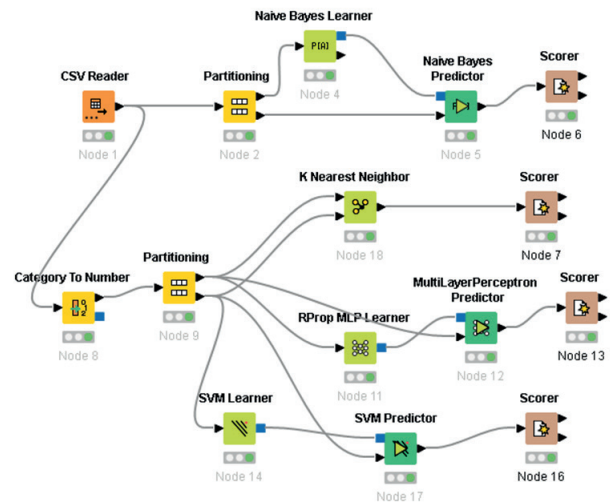 Naive Bayes Learner
P[A]
Node 4
CSV Reader
Node 1
Partitioning
Node 2
Naive Bayes
Predictor
Node 5
Scorer
Node 6
K Nearest Neighbor
Node 18
Scorer
Node 7
Category To Number
Node 8
Partitioning
Node 9
RProp MLP Learner
Node 11
MultiLayerPerceptron
Predictor
Node 12
Scorer
Node 13
SVM Learner
Node 14
SVM Predictor
Node 17
Scorer
Node 16